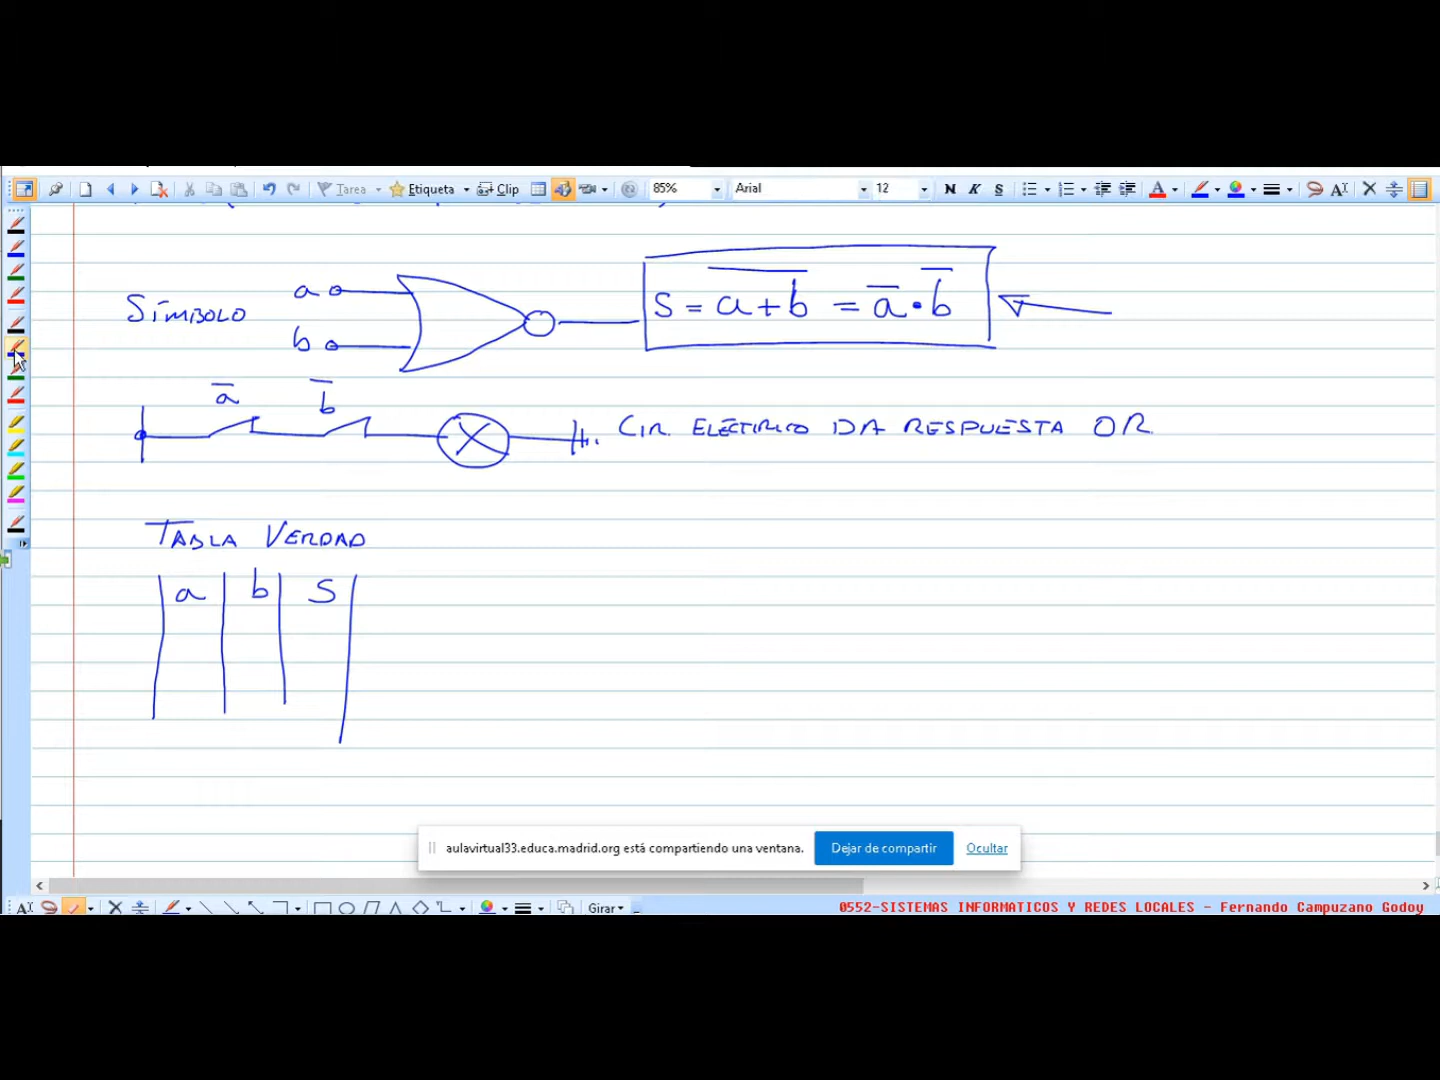 Tarea Etiqueta Clip 85% Arial 12 N K S
SÍMBOLO a b S = a̅+̅b̅ = a̅·b̅
a̅ b̅
CIR. ELÉCTRICO DA RESPUESTA OR
TABLA VERDAD
a b S
aulavirtual33.educa.madrid.org está compartiendo una ventana. Dejar de compartir Ocultar
Girar
0552-SISTEMAS INFORMATICOS Y REDES LOCALES - Fernando Campuzano Godoy